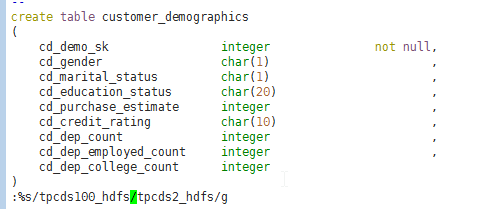 --
create table customer_demographics
(
    cd_demo_sk                integer                       not null,
    cd_gender                 char(1)                               ,
    cd_marital_status         char(1)                               ,
    cd_education_status       char(20)                              ,
    cd_purchase_estimate      integer                               ,
    cd_credit_rating          char(10)                              ,
    cd_dep_count              integer                               ,
    cd_dep_employed_count     integer                               ,
    cd_dep_college_count      integer
)
:%s/tpcds100_hdfs/tpcds2_hdfs/g